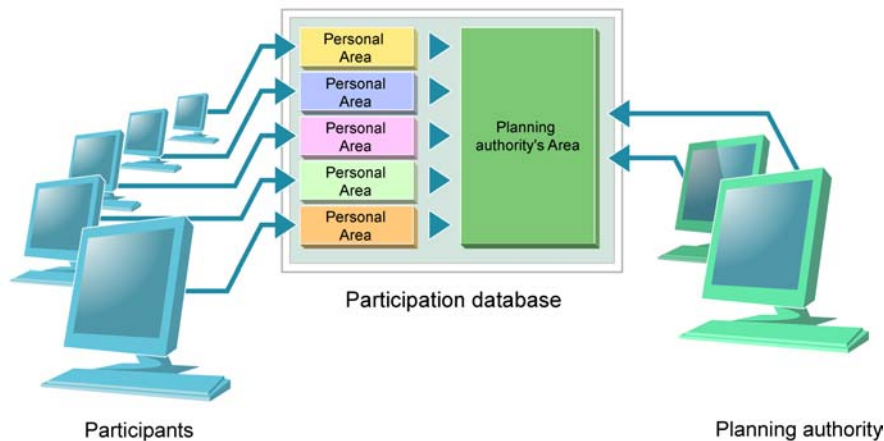 Personal
Area
Personal
Area
Personal
Area
Personal
Area
Personal
Area
Planning
authority's Area
Participation database
Participants
Planning authority